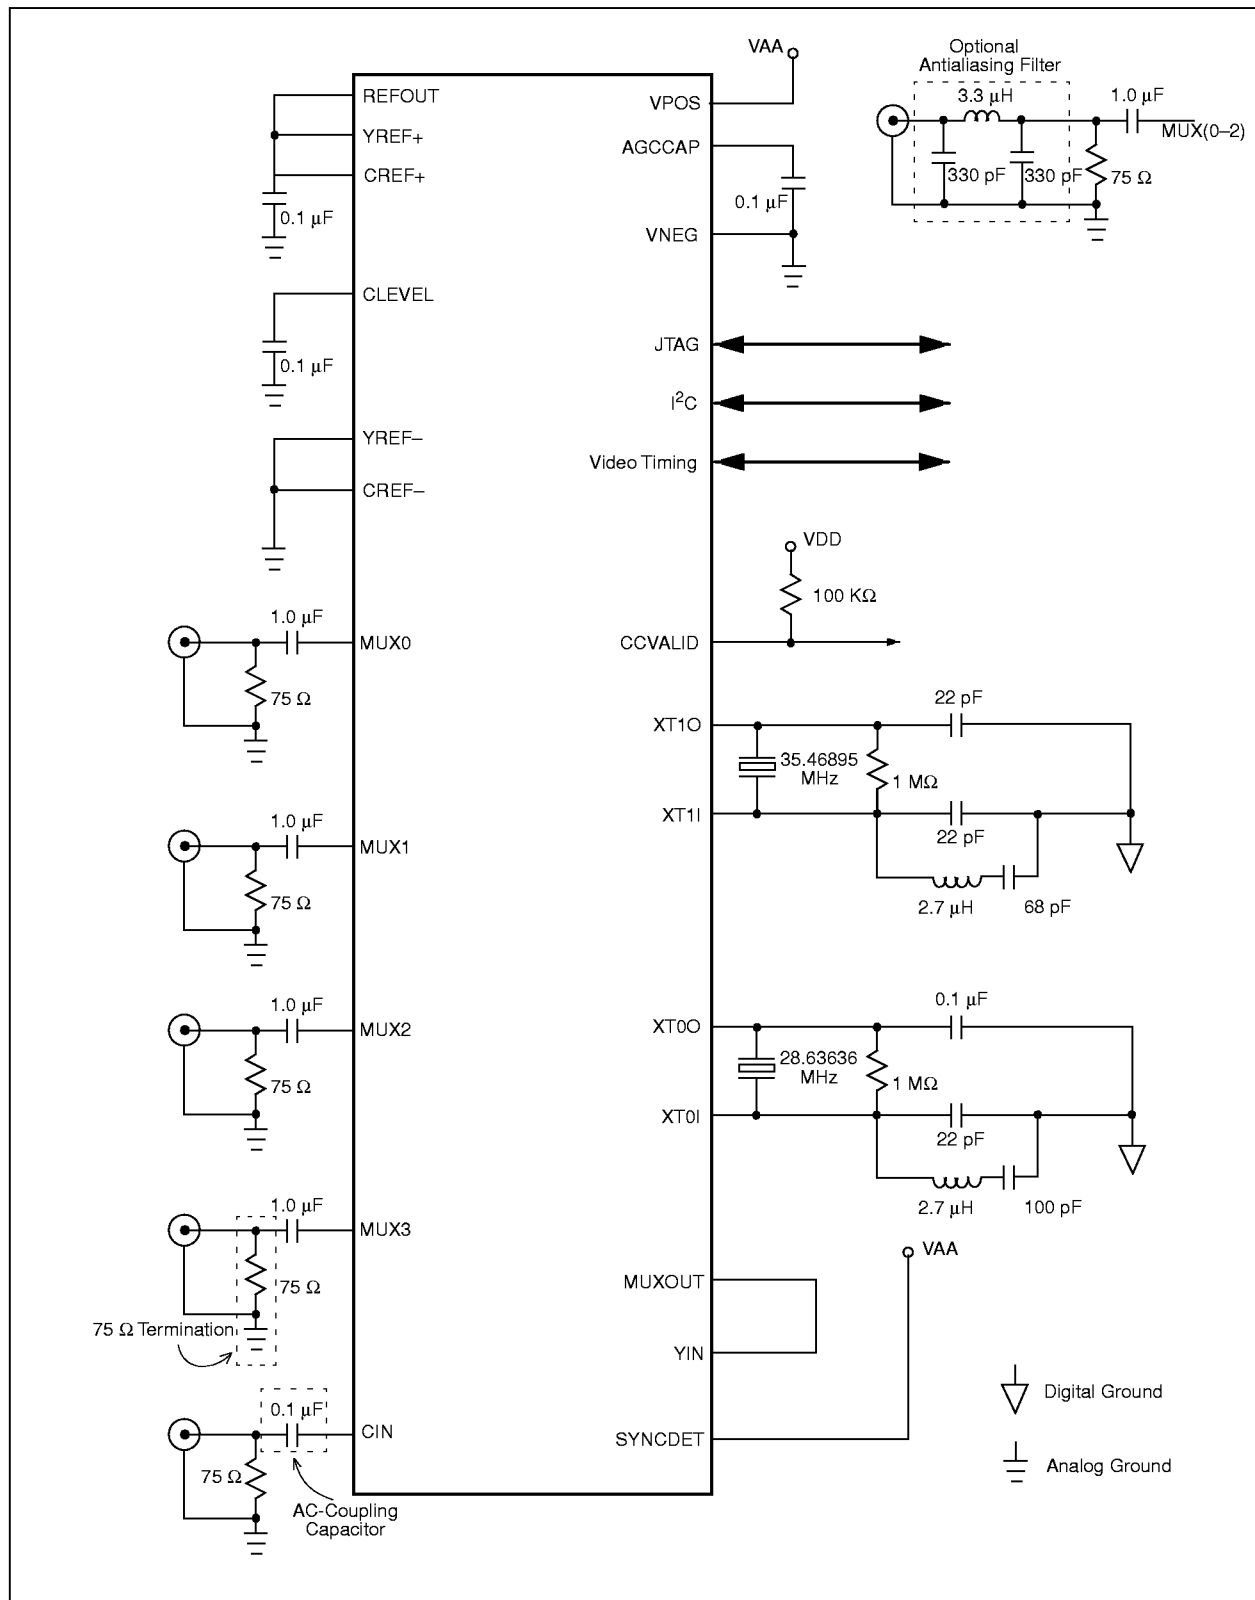 VAA
Optional
Antialiasing Filter
REFOUT
VPOS
3.3 µH
1.0 µF
MUX(0–2)
YREF+
AGCCAP
CREF+
330 pF
330 pF
75 Ω
0.1 µF
0.1 µF
VNEG
CLEVEL
JTAG
0.1 µF
I²C
YREF–
Video Timing
CREF–
VDD
100 KΩ
1.0 µF
MUX0
CCVALID
75 Ω
22 pF
XT1O
35.46895
MHz
1 MΩ
XT1I
1.0 µF
22 pF
MUX1
75 Ω
2.7 µH
68 pF
1.0 µF
0.1 µF
MUX2
XT0O
28.63636
MHz
75 Ω
1 MΩ
XT0I
22 pF
1.0 µF
2.7 µH
100 pF
MUX3
VAA
75 Ω
MUXOUT
75 Ω Termination
YIN
Digital Ground
0.1 µF
CIN
SYNCDET
75 Ω
Analog Ground
AC-Coupling
Capacitor